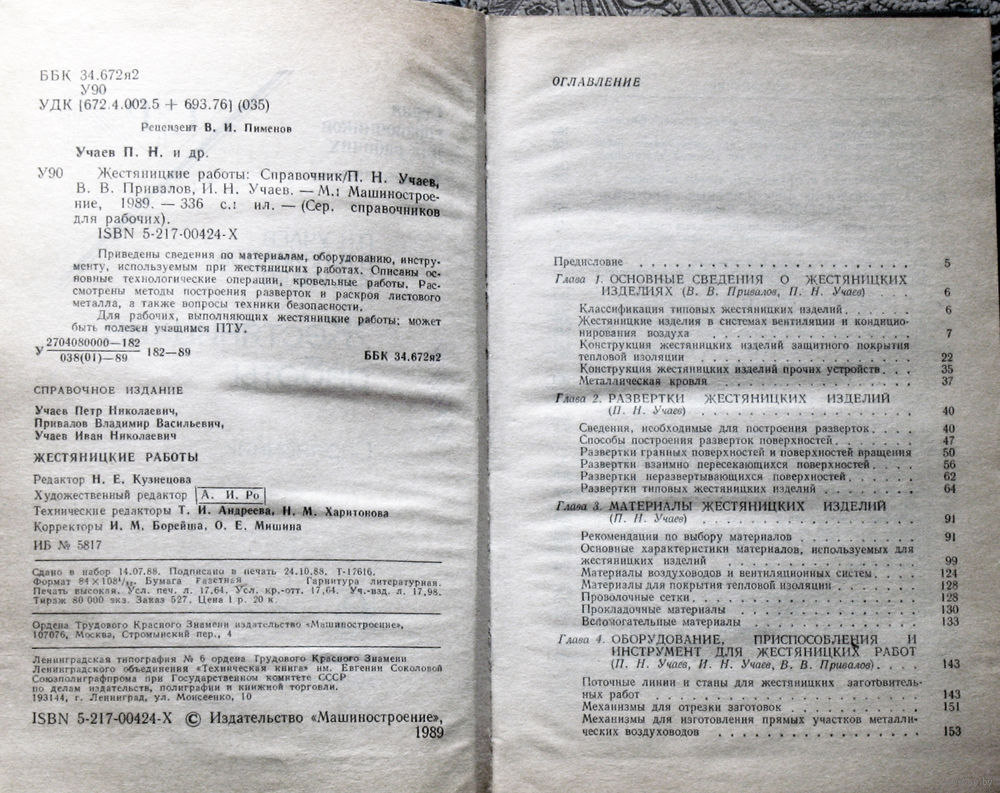 ББК 34.672я2
У90
УДК [672.4.002.5 + 693.76] (035)
Рецензент В. И. Пименов
Учаев П. Н. и др.
У90 Жестяницкие работы: Справочник/П. Н. Учаев,
В. В. Привалов, И. Н. Учаев. — М.: Машинострое-
ние, 1989. — 336 с.: ил. — (Сер. справочников
для рабочих).
ISBN 5-217-00424-X
Приведены сведения по материалам, оборудованию, инстру-
менту, используемым при жестяницких работах. Описаны ос-
новные технологические операции, кровельные работы. Рас-
смотрены методы построения разверток и раскроя листового
металла, а также вопросы техники безопасности.
Для рабочих, выполняющих жестяницкие работы; может
быть полезен учащимся ПТУ.
У 2704080000—182
038(01)—89 182—89 ББК 34.672я2
СПРАВОЧНОЕ ИЗДАНИЕ
Учаев Петр Николаевич,
Привалов Владимир Васильевич,
Учаев Иван Николаевич
ЖЕСТЯНИЦКИЕ РАБОТЫ
Редактор Н. Е. Кузнецова
Художественный редактор А. И. Ро
Технические редакторы Т. И. Андреева, Н. М. Харитонова
Корректоры И. М. Борейша, О. Е. Мишина
ИБ № 5817
Сдано в набор 14.07.88. Подписано в печать 24.10.88. Т-17616.
Формат 84×108¹/₃₂. Бумага Газетная Гарнитура литературная.
Печать высокая. Усл. печ. л. 17,64. Усл. кр.-отт. 17,64. Уч.-изд. л. 17,98.
Тираж 80 000 экз. Заказ 527. Цена 1 р. 20 к.
Ордена Трудового Красного Знамени издательство «Машиностроение»,
107076, Москва, Стромынский пер., 4
Ленинградская типография № 6 ордена Трудового Красного Знамени
Ленинградского объединения «Техническая книга» им. Евгении Соколовой
Союзполиграфпрома при Государственном комитете СССР
по делам издательств, полиграфии и книжной торговли.
193144, г. Ленинград, ул. Моисеенко, 10
ISBN 5-217-00424-X © Издательство «Машиностроение»,
1989
ОГЛАВЛЕНИЕ
Предисловие . . . . . . 5
Глава 1. ОСНОВНЫЕ СВЕДЕНИЯ О ЖЕСТЯНИЦКИХ
ИЗДЕЛИЯХ (В. В. Привалов, П. Н. Учаев) . . . 6
Классификация типовых жестяницких изделий . . . . 6
Жестяницкие изделия в системах вентиляции и кондицио-
нирования воздуха . . . . . . 7
Конструкция жестяницких изделий защитного покрытия
тепловой изоляции . . . . . . 22
Конструкция жестяницких изделий прочих устройств . . . 35
Металлическая кровля . . . . . . 37
Глава 2. РАЗВЕРТКИ ЖЕСТЯНИЦКИХ ИЗДЕЛИЙ
(П. Н. Учаев) . . . . . . 40
Сведения, необходимые для построения разверток . . . . 40
Способы построения разверток поверхностей . . . . 47
Развертки гранных поверхностей и поверхностей вращения 50
Развертки взаимно пересекающихся поверхностей . . . 56
Развертки неразвертывающихся поверхностей . . . . 62
Развертки типовых жестяницких изделий . . . . . 64
Глава 3. МАТЕРИАЛЫ ЖЕСТЯНИЦКИХ ИЗДЕЛИЙ
(П. Н. Учаев) . . . . . . 91
Рекомендации по выбору материалов . . . . . . 91
Основные характеристики материалов, используемых для
жестяницких изделий . . . . . . 99
Материалы воздуховодов и вентиляционных систем . . . 124
Материалы для покрытия тепловой изоляции . . . . 128
Проволочные сетки . . . . . . 128
Прокладочные материалы . . . . . . 130
Вспомогательные материалы . . . . . . 133
Глава 4. ОБОРУДОВАНИЕ, ПРИСПОСОБЛЕНИЯ И
ИНСТРУМЕНТ ДЛЯ ЖЕСТЯНИЦКИХ РАБОТ
(П. Н. Учаев, И. Н. Учаев, В. В. Привалов) . . . 143
Поточные линии и станы для жестяницких заготовитель-
ных работ . . . . . . 143
Механизмы для отрезки заготовок . . . . . . 151
Механизмы для изготовления прямых участков металли-
ческих воздуховодов . . . . . . 153